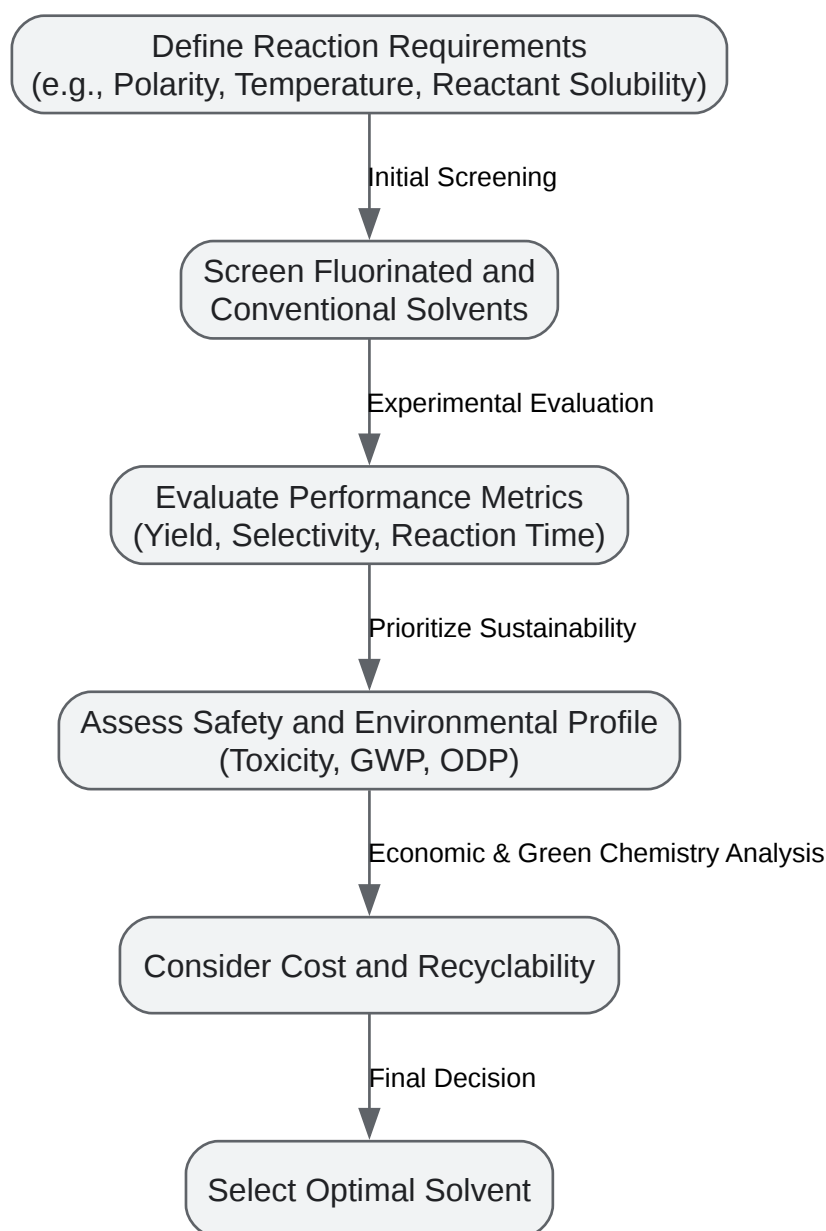 Define Reaction Requirements
(e.g., Polarity, Temperature, Reactant Solubility)
Initial Screening
Screen Fluorinated and
Conventional Solvents
Experimental Evaluation
Evaluate Performance Metrics
(Yield, Selectivity, Reaction Time)
Prioritize Sustainability
Assess Safety and Environmental Profile
(Toxicity, GWP, ODP)
Economic & Green Chemistry Analysis
Consider Cost and Recyclability
Final Decision
Select Optimal Solvent